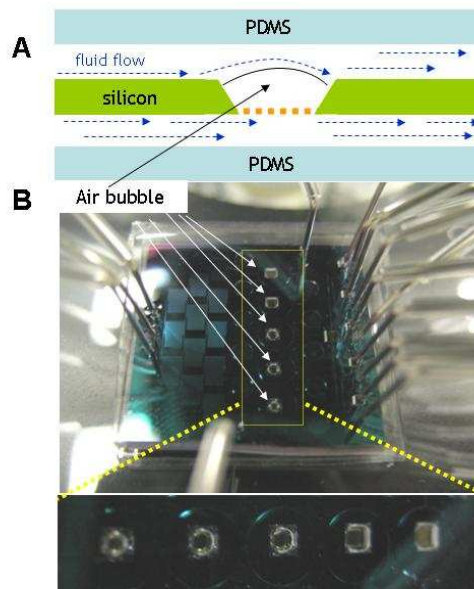 A
PDMS
fluid flow
silicon
PDMS
B
Air bubble